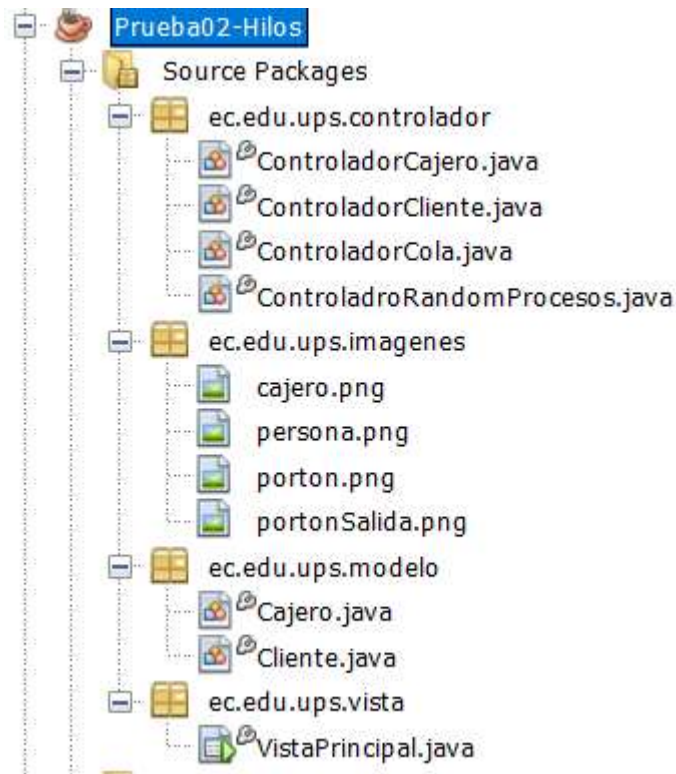 Prueba02-Hilos
Source Packages
ec.edu.ups.controlador
ControladorCajero.java
ControladorCliente.java
ControladorCola.java
ControladroRandomProcesos.java
ec.edu.ups.imagenes
cajero.png
persona.png
porton.png
portonSalida.png
ec.edu.ups.modelo
Cajero.java
Cliente.java
ec.edu.ups.vista
VistaPrincipal.java